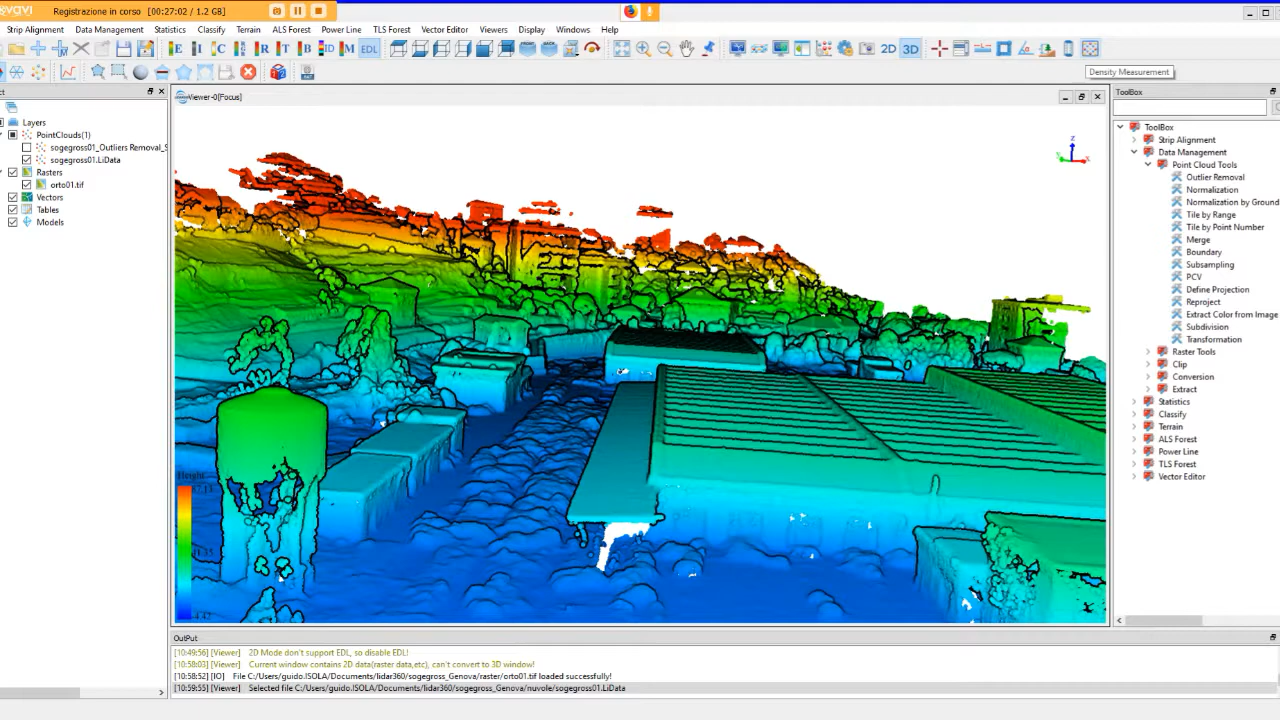 Registrazione in corso [00:27:02 / 1.2 GB]
Strip Alignment Data Management Statistics Classify Terrain ALS Forest Power Line TLS Forest Vector Editor Viewers Display Windows Help
E I C R T B ID M EDL 2D 3D
Density Measurement
Viewer-0[Focus]
ToolBox
Layers
PointClouds(1)
sogegross01_Outliers Removal_S
sogegross01.LiData
Rasters
orto01.tif
Vectors
Tables
Models
Z
Height
ToolBox
Strip Alignment
Data Management
Point Cloud Tools
Outlier Removal
Normalization
Normalization by Ground
Tile by Range
Tile by Point Number
Merge
Boundary
Subsampling
PCV
Define Projection
Reproject
Extract Color from Image
Subdivision
Transformation
Raster Tools
Clip
Conversion
Extract
Statistics
Classify
Terrain
ALS Forest
Power Line
TLS Forest
Vector Editor
OutPut
[10:49:56] [Viewer] 2D Mode don't support EDL, so disable EDL!
[10:58:03] [Viewer] Current window contains 2D data(raster data,etc), can't convert to 3D window!
[10:58:52] [IO] File C:/Users/guido.ISOLA/Documents/lidar360/sogegross_Genova/raster/orto01.tif loaded successfully!
[10:59:55] [Viewer] Selected file C:/Users/guido.ISOLA/Documents/lidar360/sogegross_Genova/nuvole/sogegross01.LiData